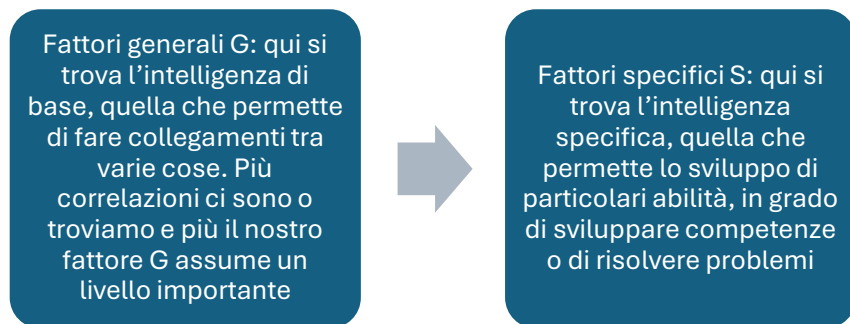 Fattori generali G: qui si
trova l’intelligenza di
base, quella che permette
di fare collegamenti tra
varie cose. Più
correlazioni ci sono o
troviamo e più il nostro
fattore G assume un
livello importante
Fattori specifici S: qui si
trova l’intelligenza
specifica, quella che
permette lo sviluppo di
particolari abilità, in grado
di sviluppare competenze
o di risolvere problemi